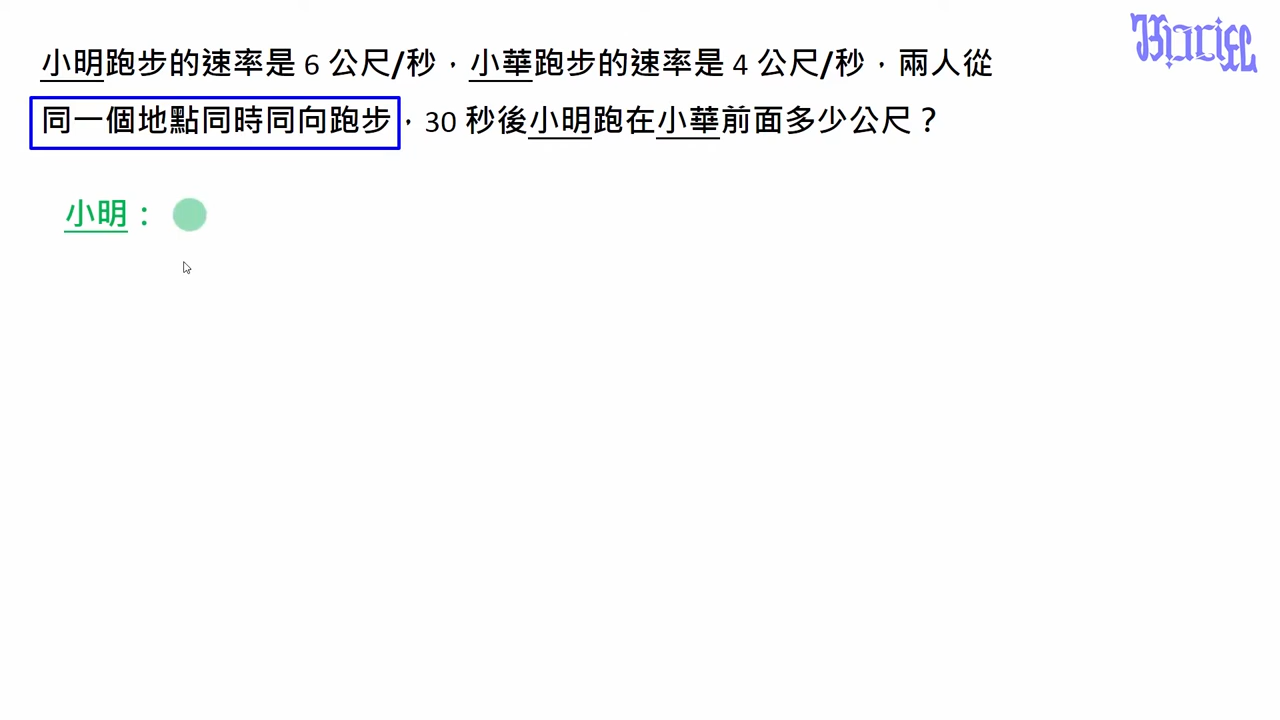 小明跑步的速率是 6 公尺/秒，小華跑步的速率是 4 公尺/秒，兩人從
同一個地點同時同向跑步，30 秒後小明跑在小華前面多少公尺？
小明：